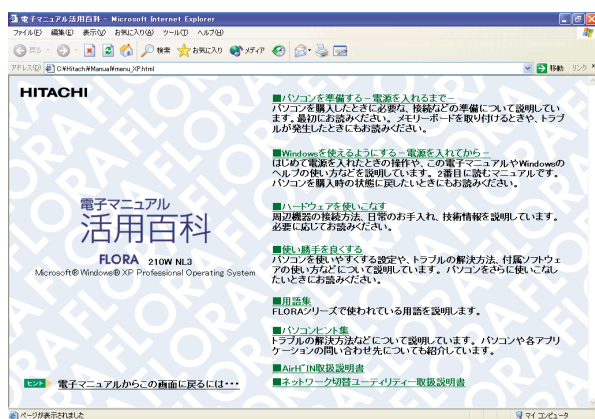 電子マニュアル活用百科 - Microsoft Internet Explorer
ファイル(F) 編集(E) 表示(V) お気に入り(A) ツール(T) ヘルプ(H)
戻る 検索 お気に入り メディア
アドレス(D) C:¥Hitach¥Manual¥menu_XP.html 移動 リンク
HITACHI
電子マニュアル
活用百科
FLORA 210W NL3
Microsoft® Windows® XP Professional Operating System
ヒント 電子マニュアルからこの画面に戻るには・・・
■パソコンを準備する－電源を入れるまで－
パソコンを購入したときに必要な、接続などの準備について説明してい
ます。最初にお読みください。メモリーボードを取り付けるときや、トラブ
ルが発生したときにもお読みください。
■Windowsを使えるようにする－電源を入れてから－
はじめて電源を入れたときの操作や、この電子マニュアルやWindowsの
ヘルプの使い方などを説明しています。2番目に読むマニュアルです。
パソコンを購入時の状態に戻したいときにもお読みください。
■ハードウェアを使いこなす
周辺機器の接続方法、日常のお手入れ、技術情報を説明しています。
必要に応じてお読みください。
■使い勝手を良くする
パソコンを使いやすくする設定や、トラブルの解決方法、付属ソフトウェ
アの使い方などについて説明しています。パソコンをさらに使いこなし
たいときにお読みください。
■用語集
FLORAシリーズで使われている用語を説明します。
■パソコンヒント集
トラブルの解決方法などについて説明しています。パソコンや各アプリ
ケーションの問い合わせ先についても紹介しています。
■AirH"IN取扱説明書
■ネットワーク切替ユーティリティー取扱説明書
ページが表示されました マイ コンピュータ